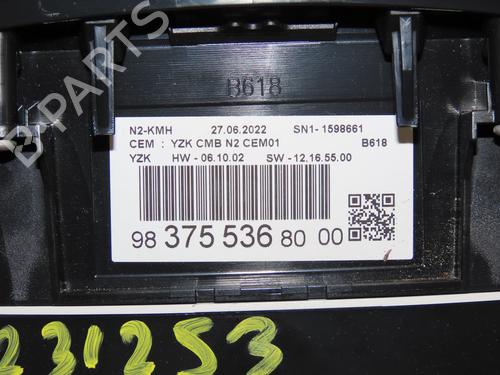 B-PARTS
B618
N2-KMH 27.06.2022 SN1- 1598661
CEM : YZK CMB N2 CEM01 B618
YZK HW - 06.10.02 SW - 12.16.55.00
98 375 536 80 00
231253